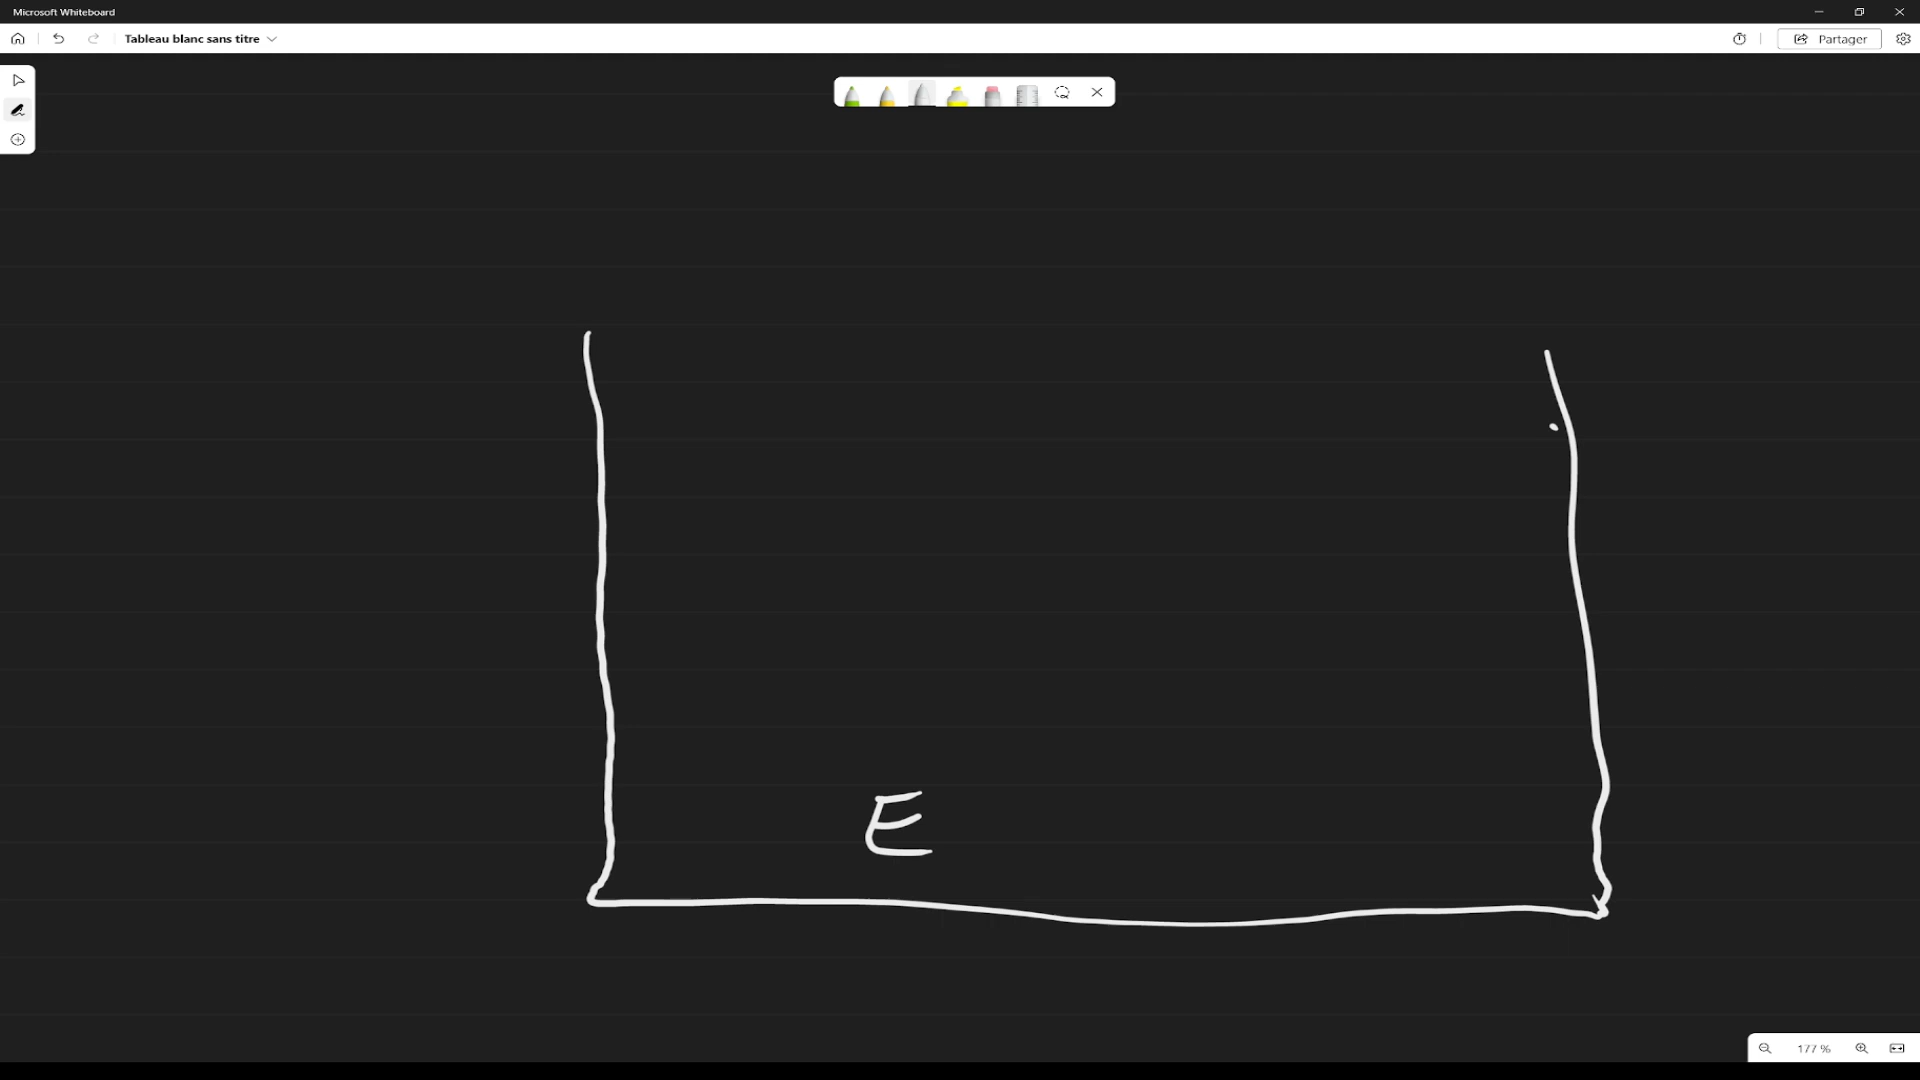 Microsoft Whiteboard
Tableau blanc sans titre
Partager
E
177 %